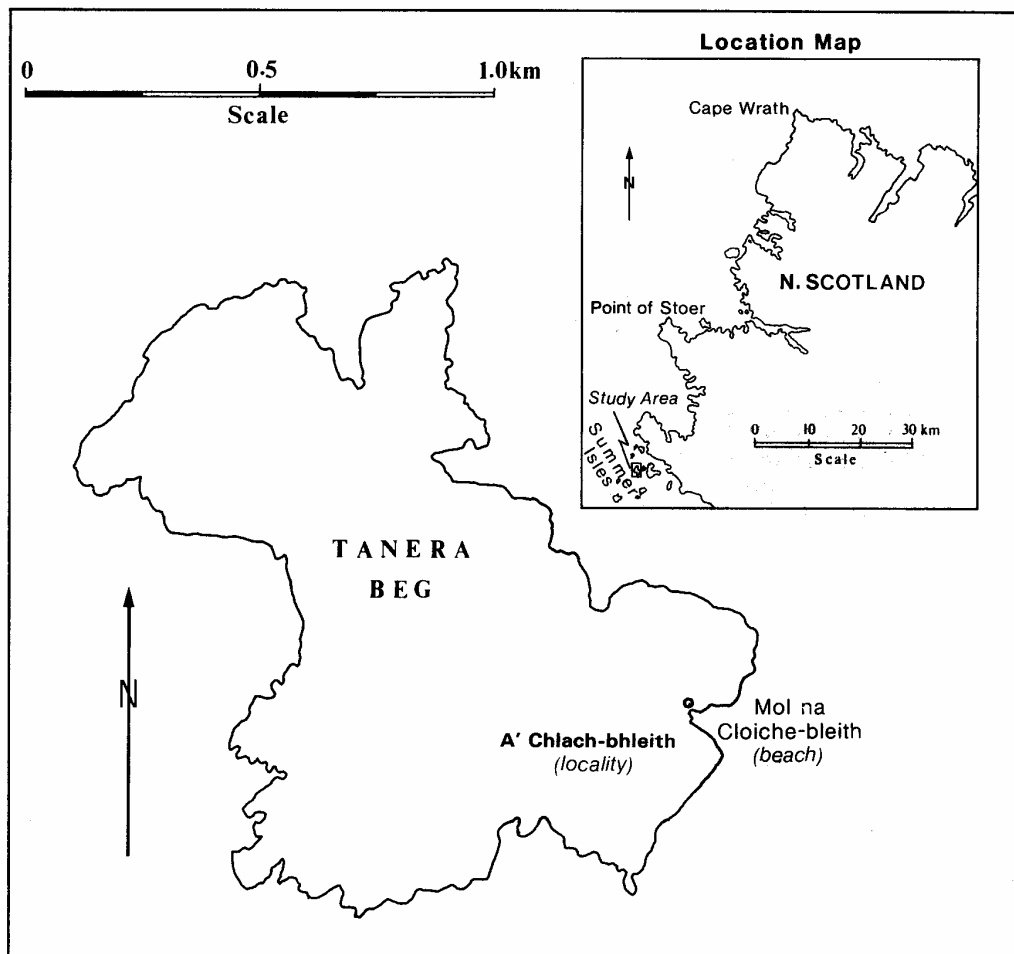 0 0·5 1.0km
Scale
Location Map
Cape Wrath
N
N. SCOTLAND
Point of Stoer
Study Area
0 10 20 30 km
Scale
Summer
Isles
TANERA
BEG
N
A' Chlach-bhleith
(locality)
Mol na
Cloiche-bleith
(beach)